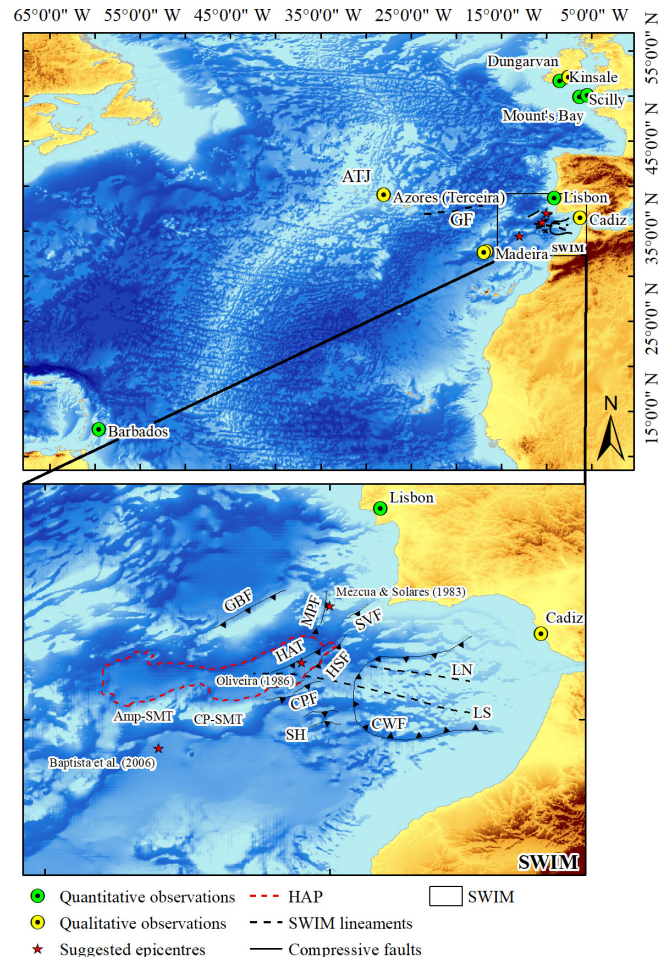 65°0'0" W 55°0'0" W 45°0'0" W 35°0'0" W 25°0'0" W 15°0'0" W 5°0'0" W
55°0'0" N
45°0'0" N
35°0'0" N
25°0'0" N
15°0'0" N
Dungarvan
Kinsale
Scilly
Mount's Bay
ATJ
Azores (Terceira)
Lisbon
GF
Cadiz
SWIM
Madeira
Barbados
N
Lisbon
GBF
MPF
Mezcua & Solares (1983)
SVF
Cadiz
HAT
HSF
Oliveira (1986)
LN
CPF
LS
Amp-SMT
CP-SMT
CWF
SH
Baptista et al. (2006)
SWIM
Quantitative observations
HAP
SWIM
Qualitative observations
SWIM lineaments
Suggested epicentres
Compressive faults